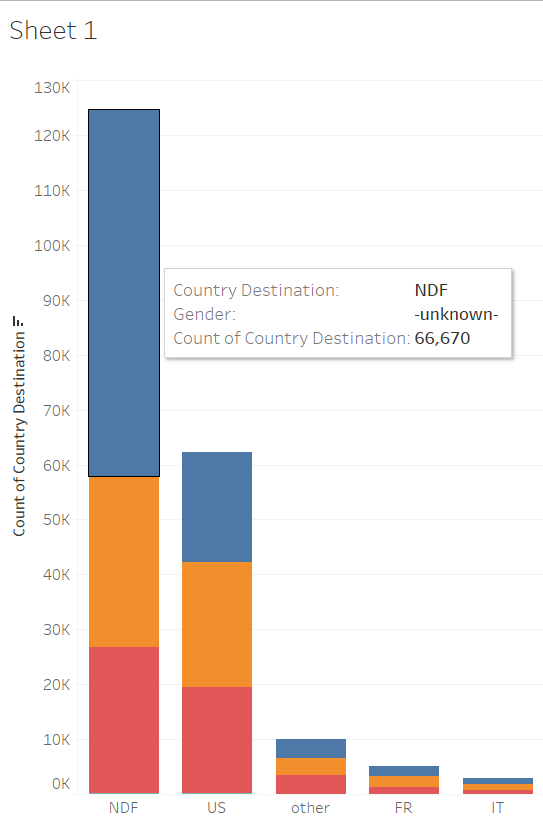 Sheet 1
130K
120K
110K
100K
90K
80K
70K
60K
50K
40K
30K
20K
10K
0K
Count of Country Destination
Country Destination: NDF
Gender: -unknown-
Count of Country Destination: 66,670
NDF US other FR IT